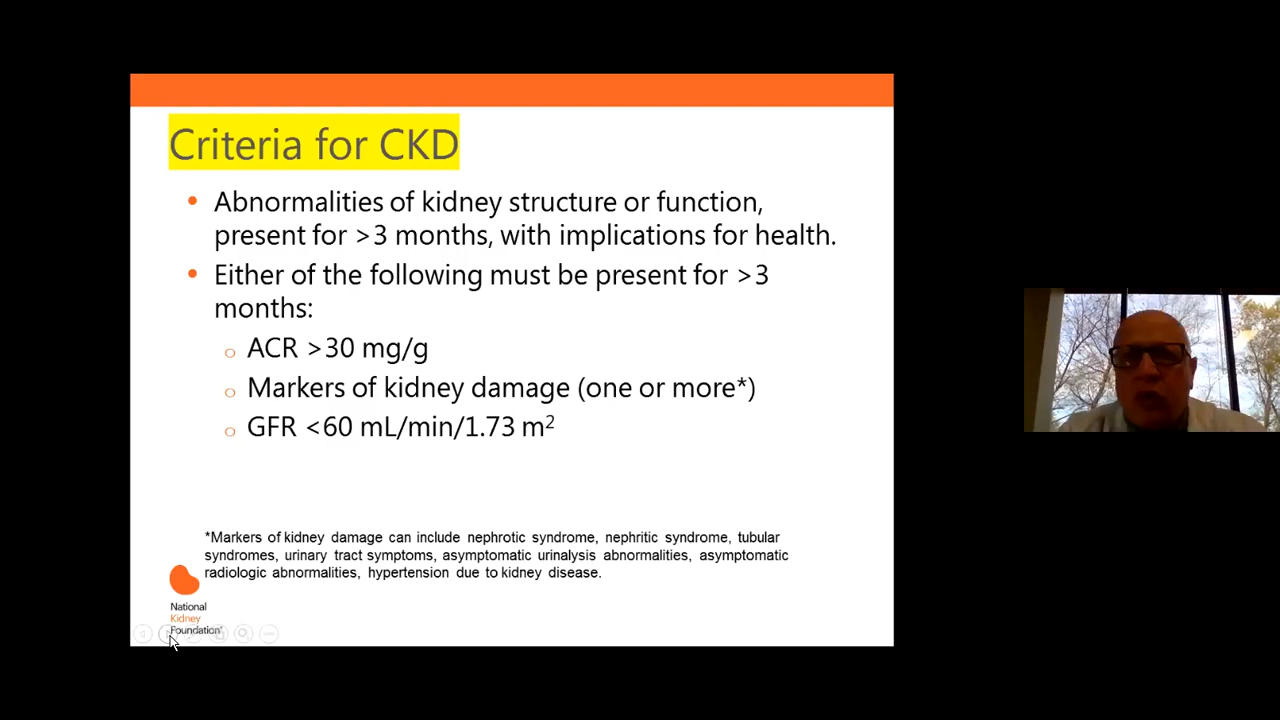 Criteria for CKD
• Abnormalities of kidney structure or function,
present for >3 months, with implications for health.
• Either of the following must be present for >3
months:
o ACR >30 mg/g
o Markers of kidney damage (one or more*)
o GFR <60 mL/min/1.73 m²
*Markers of kidney damage can include nephrotic syndrome, nephritic syndrome, tubular
syndromes, urinary tract symptoms, asymptomatic urinalysis abnormalities, asymptomatic
radiologic abnormalities, hypertension due to kidney disease.
National
Kidney
Foundation®